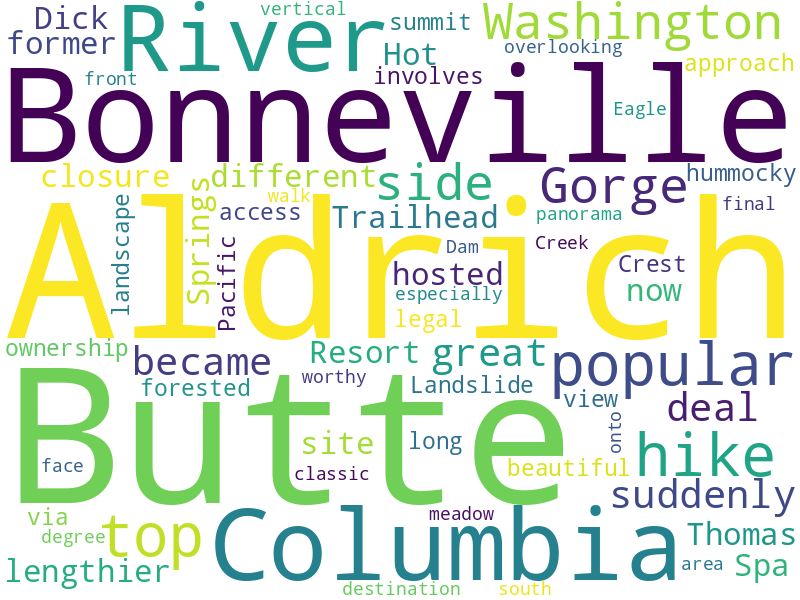 vertical
Dick River summit Washington
former Hot overlooking
front involves approach
Bonneville
Eagle
closure different side Gorge hummocky
walk
landscape Springs access Trailhead panorama final
Aldrich
Pacific Dam Creek
hosted Crest
especially now
legal
ownership became Resort great popular
forested worthy Landslide view deal
Butte
site long onto hike
face classic beautiful
suddenly
via top Columbia meadow
degree Thomas
lengthier area Spa
destination south